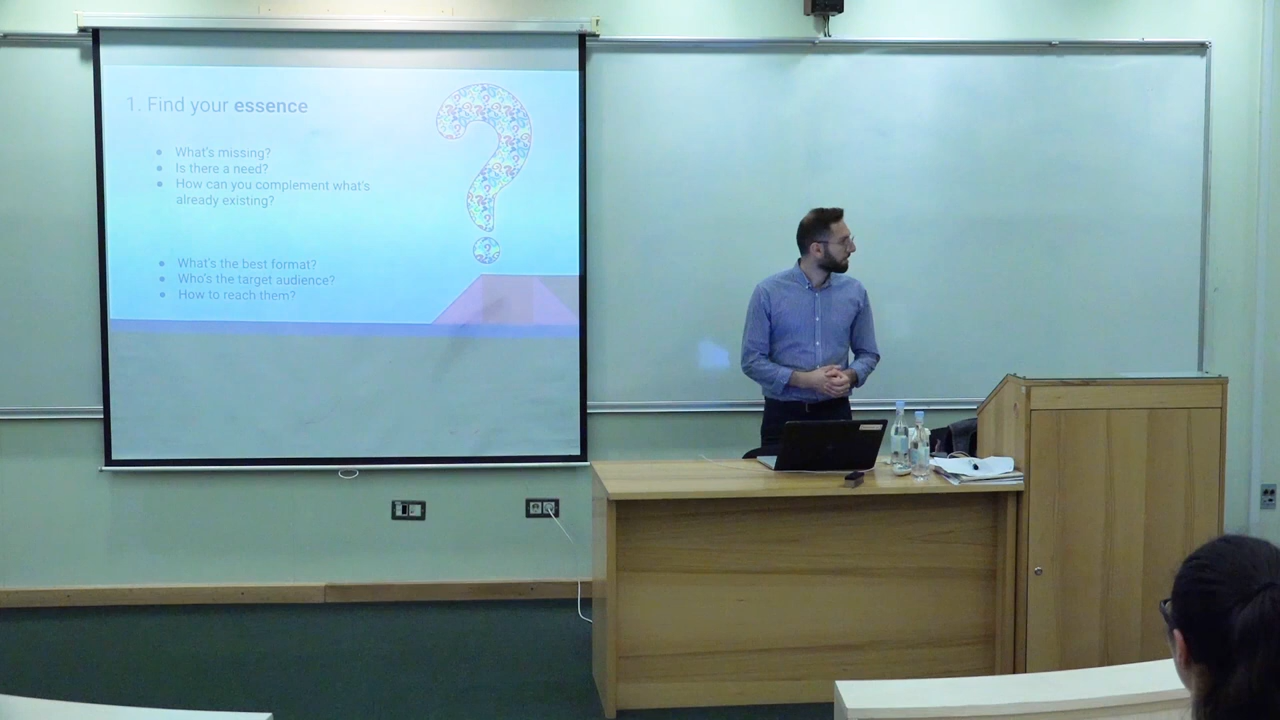 1. Find your essence
What's missing?
Is there a need?
How can you complement what's
already existing?
What's the best format?
Who's the target audience?
How to reach them?